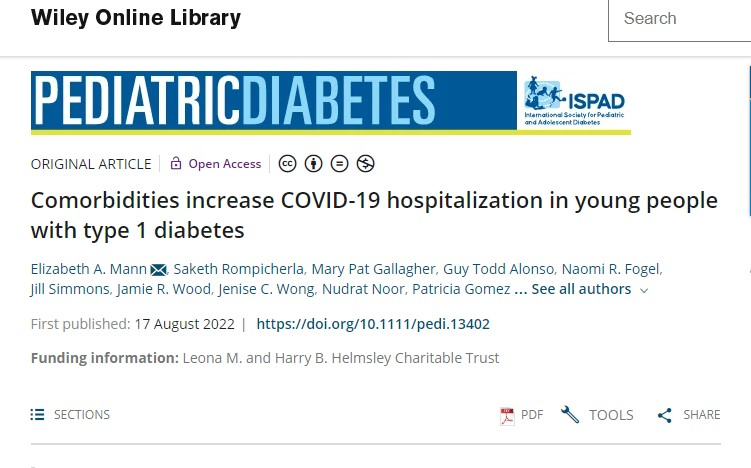 Wiley Online Library
Search
PEDIATRICDIABETES
ISPAD
International Society for Pediatric
and Adolescent Diabetes
ORIGINAL ARTICLE Open Access cc
Comorbidities increase COVID-19 hospitalization in young people
with type 1 diabetes
Elizabeth A. Mann, Saketh Rompicherla, Mary Pat Gallagher, Guy Todd Alonso, Naomi R. Fogel,
Jill Simmons, Jamie R. Wood, Jenise C. Wong, Nudrat Noor, Patricia Gomez ... See all authors
First published: 17 August 2022 | https://doi.org/10.1111/pedi.13402
Funding information: Leona M. and Harry B. Helmsley Charitable Trust
SECTIONS PDF TOOLS SHARE